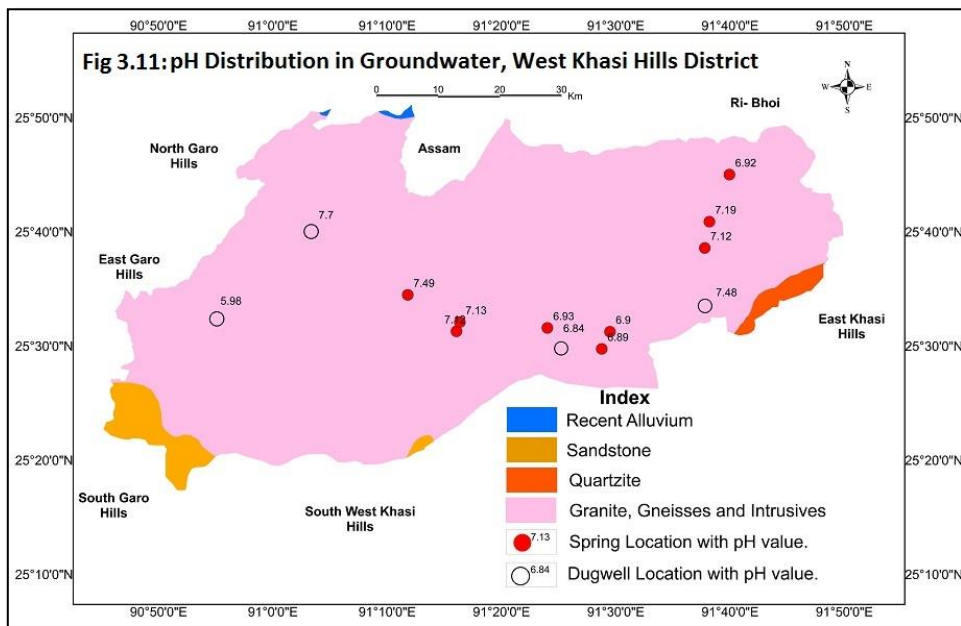 90°50'0"E 91°0'0"E 91°10'0"E 91°20'0"E 91°30'0"E 91°40'0"E 91°50'0"E
Fig 3.11: pH Distribution in Groundwater, West Khasi Hills District
0 5 10 20 30
Km
N
W E
S
Ri- Bhoi
25°50'0"N 25°50'0"N
North Garo
Hills
Assam
6.92
7.19
7.7
7.12
25°40'0"N 25°40'0"N
East Garo
Hills
7.49
7.48
5.98
7.13
6.93
6.9
6.84
6.89
East Khasi
Hills
25°30'0"N 25°30'0"N
Index
Recent Alluvium
Sandstone
25°20'0"N 25°20'0"N
Quartzite
South Garo
Hills
South West Khasi
Hills
Granite, Gneisses and Intrusives
7.13 Spring Location with pH value.
6.84 Dugwell Location with pH value.
25°10'0"N 25°10'0"N
90°50'0"E 91°0'0"E 91°10'0"E 91°20'0"E 91°30'0"E 91°40'0"E 91°50'0"E